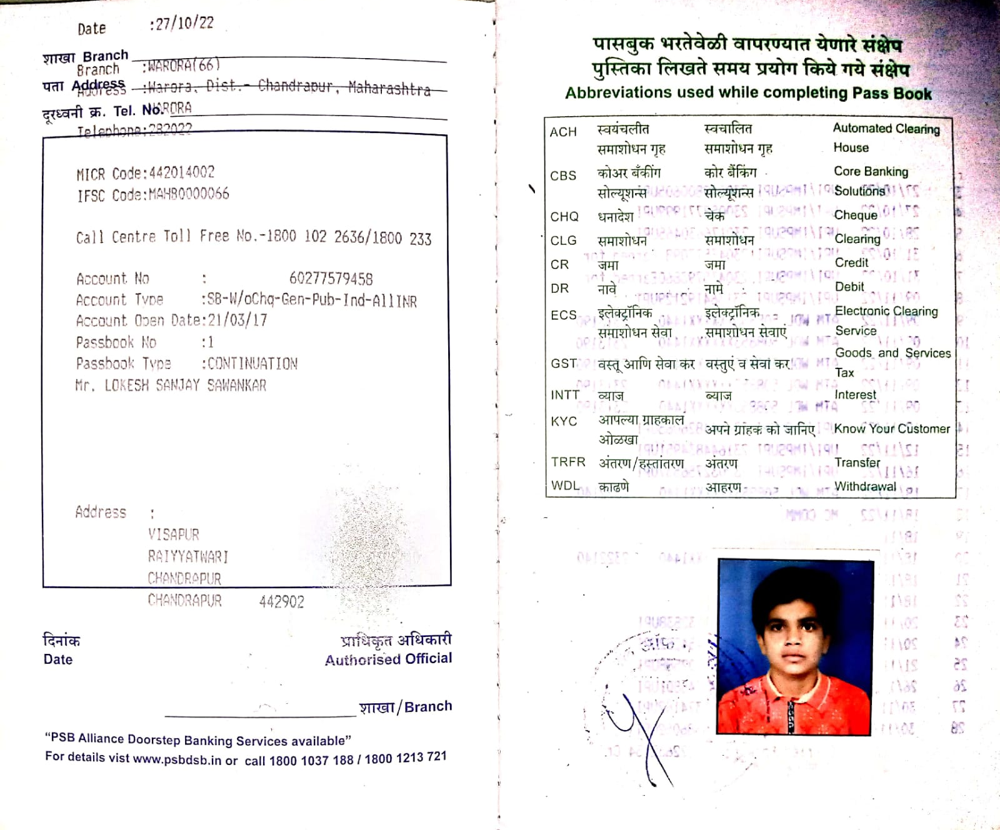 Date :27/10/22
शाखा Branch
Branch :WARORA(66)
पता Address
Address :Warora, Dist.- Chandrapur, Maharashtra
दूरध्वनी क्र. Tel. No.
WARORA
Telephone:282022
MICR Code:442014002
IFSC Code:MAHB0000066
Call Centre Toll Free No.-1800 102 2636/1800 233
Account No : 60277579458
Account Type :SB-W/oChq-Gen-Pub-Ind-AllINR
Account Open Date:21/03/17
Passbook No :1
Passbook Type :CONTINUATION
Mr. LOKESH SANJAY SAWANKAR
Address :
VISAPUR
RAIYYATWARI
CHANDRAPUR
CHANDRAPUR 442902
दिनांक प्राधिकृत अधिकारी
Date Authorised Official
शाखा/Branch
“PSB Alliance Doorstep Banking Services available”
For details vist www.psbdsb.in or call 1800 1037 188 / 1800 1213 721
पासबुक भरतेवेळी वापरण्यात येणारे संक्षेप
पुस्तिका लिखते समय प्रयोग किये गये संक्षेप
Abbreviations used while completing Pass Book
ACH स्वयंचलीत स्वचालित Automated Clearing
समाशोधन गृह समाशोधन गृह House
CBS कोअर बँकींग कोर बैंकिंग Core Banking
सोल्यूशन्स सोल्यूशन्स Solutions
CHQ धनादेश चेक Cheque
CLG समाशोधन समाशोधन Clearing
CR जमा जमा Credit
DR नावे नामे Debit
ECS इलेक्ट्रॉनिक इलेक्ट्रॉनिक Electronic Clearing
समाशोधन सेवा समाशोधन सेवाएं Service
GST वस्तू आणि सेवा कर वस्तुएं व सेवा कर Goods and Services
Tax
INTT व्याज ब्याज Interest
KYC आपल्या ग्राहकाल अपने ग्राहक को जानिए Know Your Customer
ओळखा
TRFR अंतरण/हस्तांतरण अंतरण Transfer
WDL काढणे आहरण Withdrawal